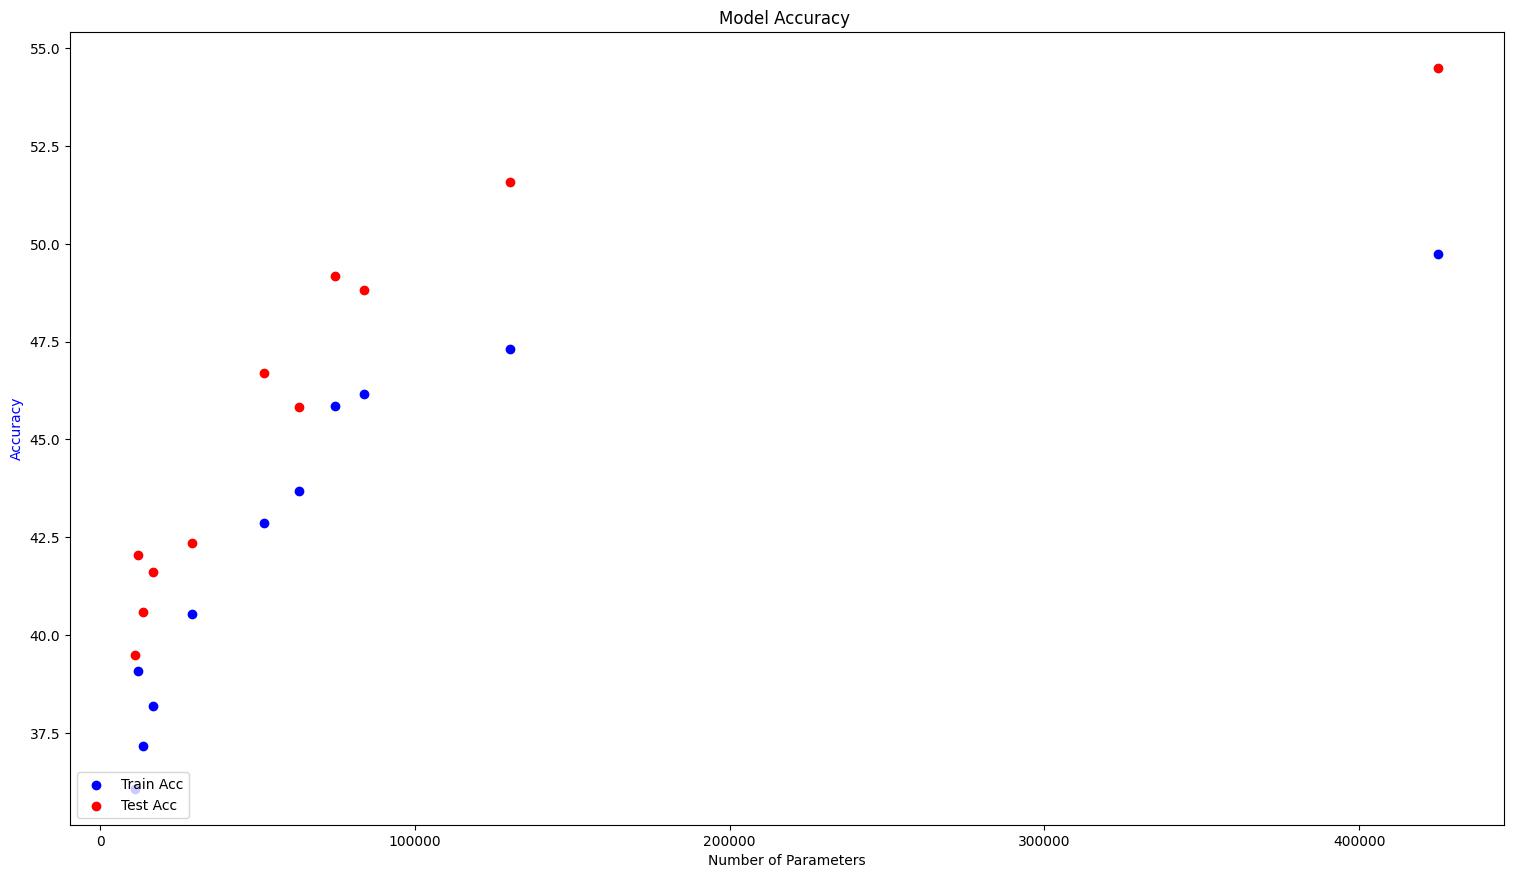 Model Accuracy
55.0
52.5
50.0
47.5
45.0
42.5
40.0
37.5
Accuracy
Train Acc
Test Acc
0 100000 200000 300000 400000
Number of Parameters